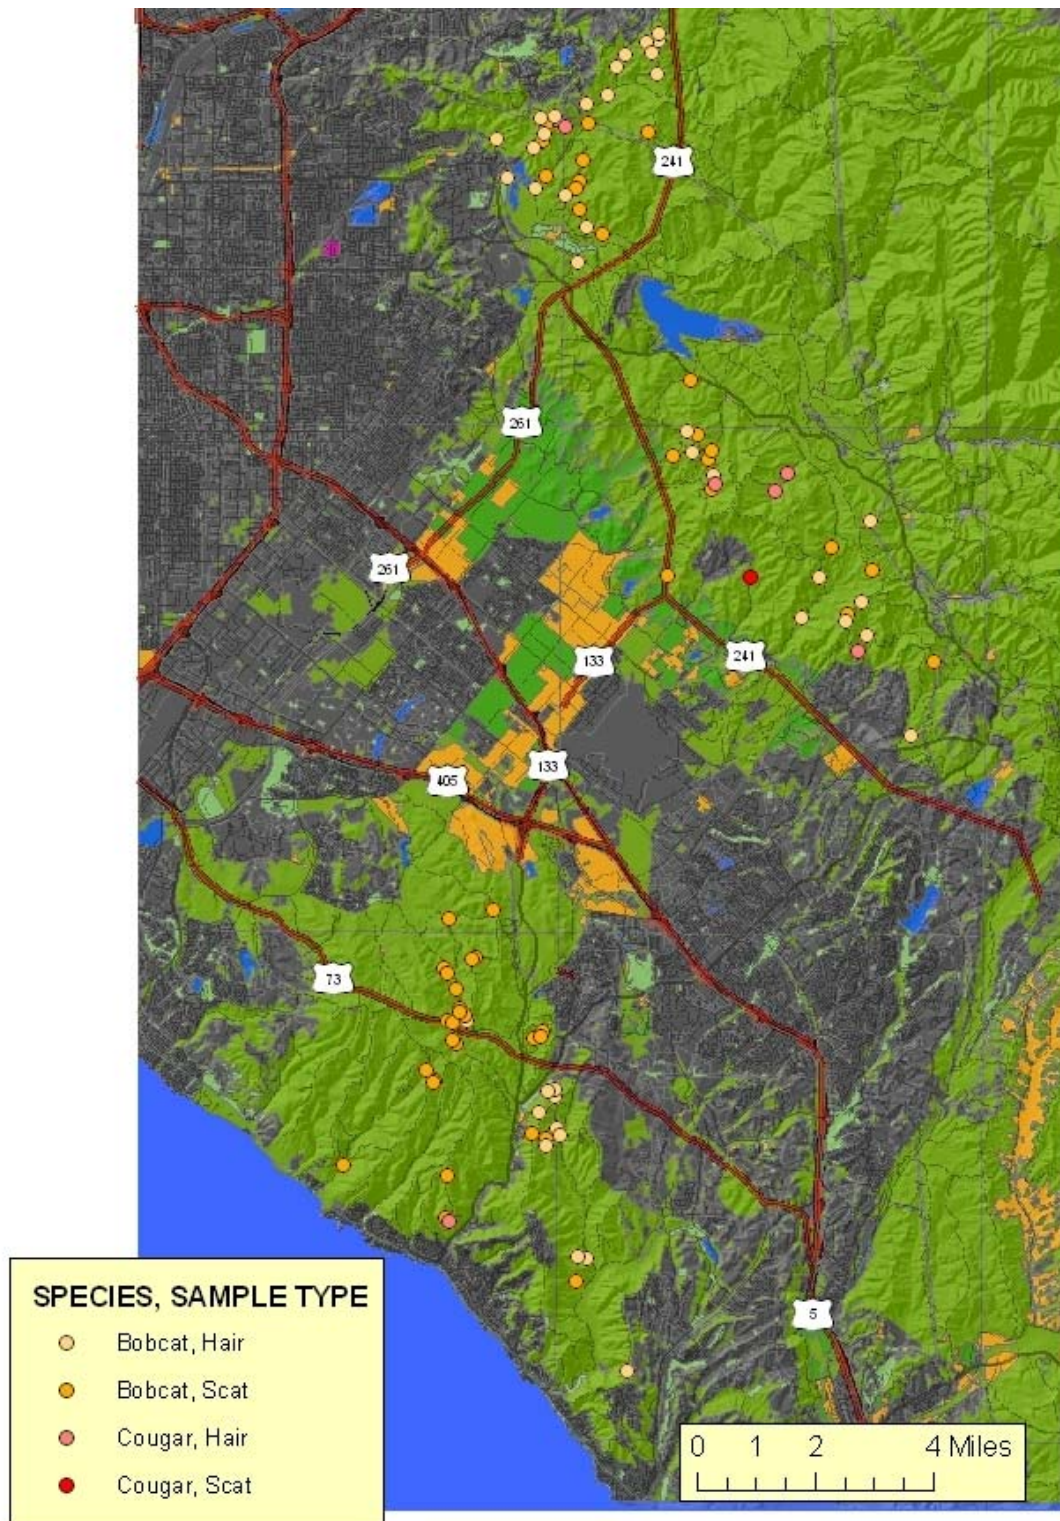 241
261
261
133
241
133
405
73
5
SPECIES, SAMPLE TYPE
Bobcat, Hair
Bobcat, Scat
Cougar, Hair
Cougar, Scat
0 1 2 4 Miles